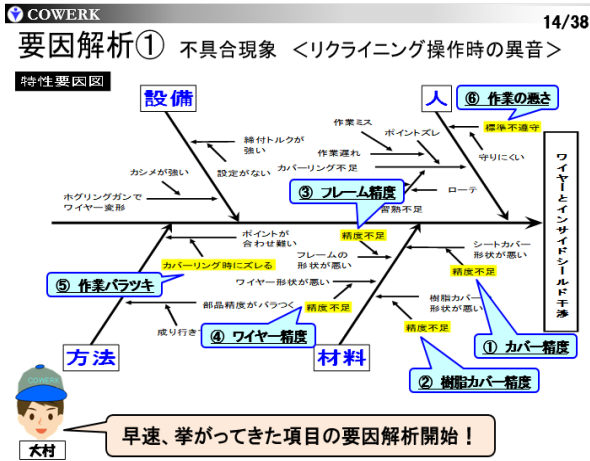 COWERK
14/38
要因解析① 不具合現象 ＜リクライニング操作時の異音＞
特性要因図
設備
人
⑥ 作業の悪さ
標準不遵守
守りにくい
作業ミス
ポイントズレ
作業遅れ
カバーリング不足
ローテ
習熟不足
締付トルクが
強い
設定がない
カシメが強い
ホグリングガンで
ワイヤー変形
③ フレーム精度
ワイヤーとインサイドシールド干渉
ポイントが
合わせ難い
カバーリング時にズレる
⑤ 作業バラツキ
部品精度がバラつく
成り行き
方法
精度不足
フレームの
形状が悪い
ワイヤー形状が悪い
精度不足
④ ワイヤー精度
シートカバー
形状が悪い
精度不足
樹脂カバー
形状が悪い
精度不足
① カバー精度
② 樹脂カバー精度
材料
COWERK
大村
早速、挙がってきた項目の要因解析開始！